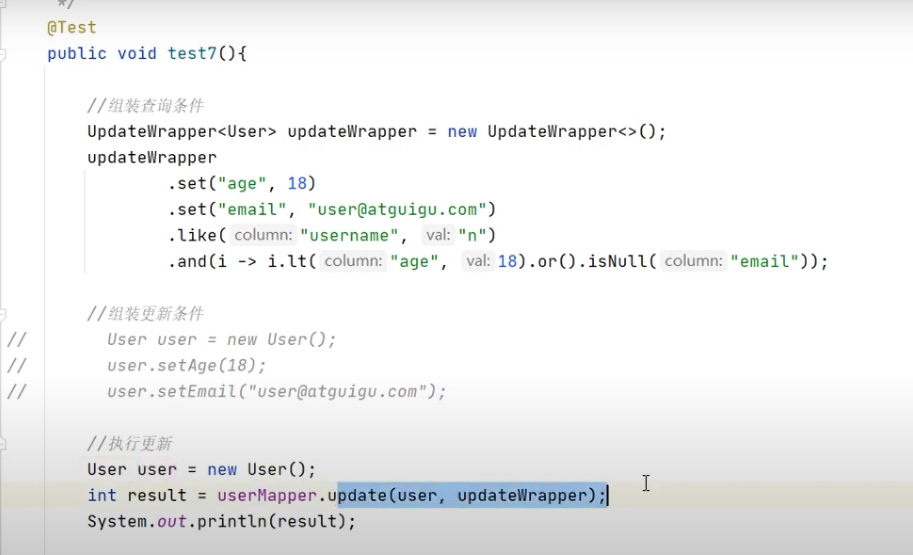 */
@Test
public void test7(){
//组装查询条件
UpdateWrapper<User> updateWrapper = new UpdateWrapper<>();
updateWrapper
.set("age", 18)
.set("email", "user@atguigu.com")
.like( column: "username", val: "n")
.and(i -> i.lt( column: "age", val: 18).or().isNull( column: "email"));
//组装更新条件
// User user = new User();
// user.setAge(18);
// user.setEmail("user@atguigu.com");
//执行更新
User user = new User();
int result = userMapper.update(user, updateWrapper);
System.out.println(result);